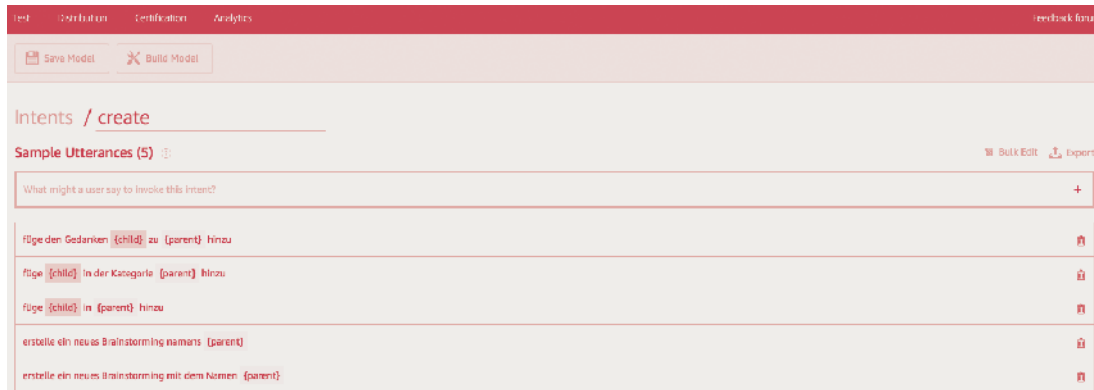 Test Distribution Certification Analytics Feedback foru
Save Model Build Model
Intents / create
Sample Utterances (5)
Bulk Edit Export
What might a user say to invoke this intent? +
füge den Gedanken {child} zu {parent} hinzu
füge {child} in der Kategorie {parent} hinzu
füge {child} in {parent} hinzu
erstelle ein neues Brainstorming namens {parent}
erstelle ein neues Brainstorming mit dem Namen {parent}